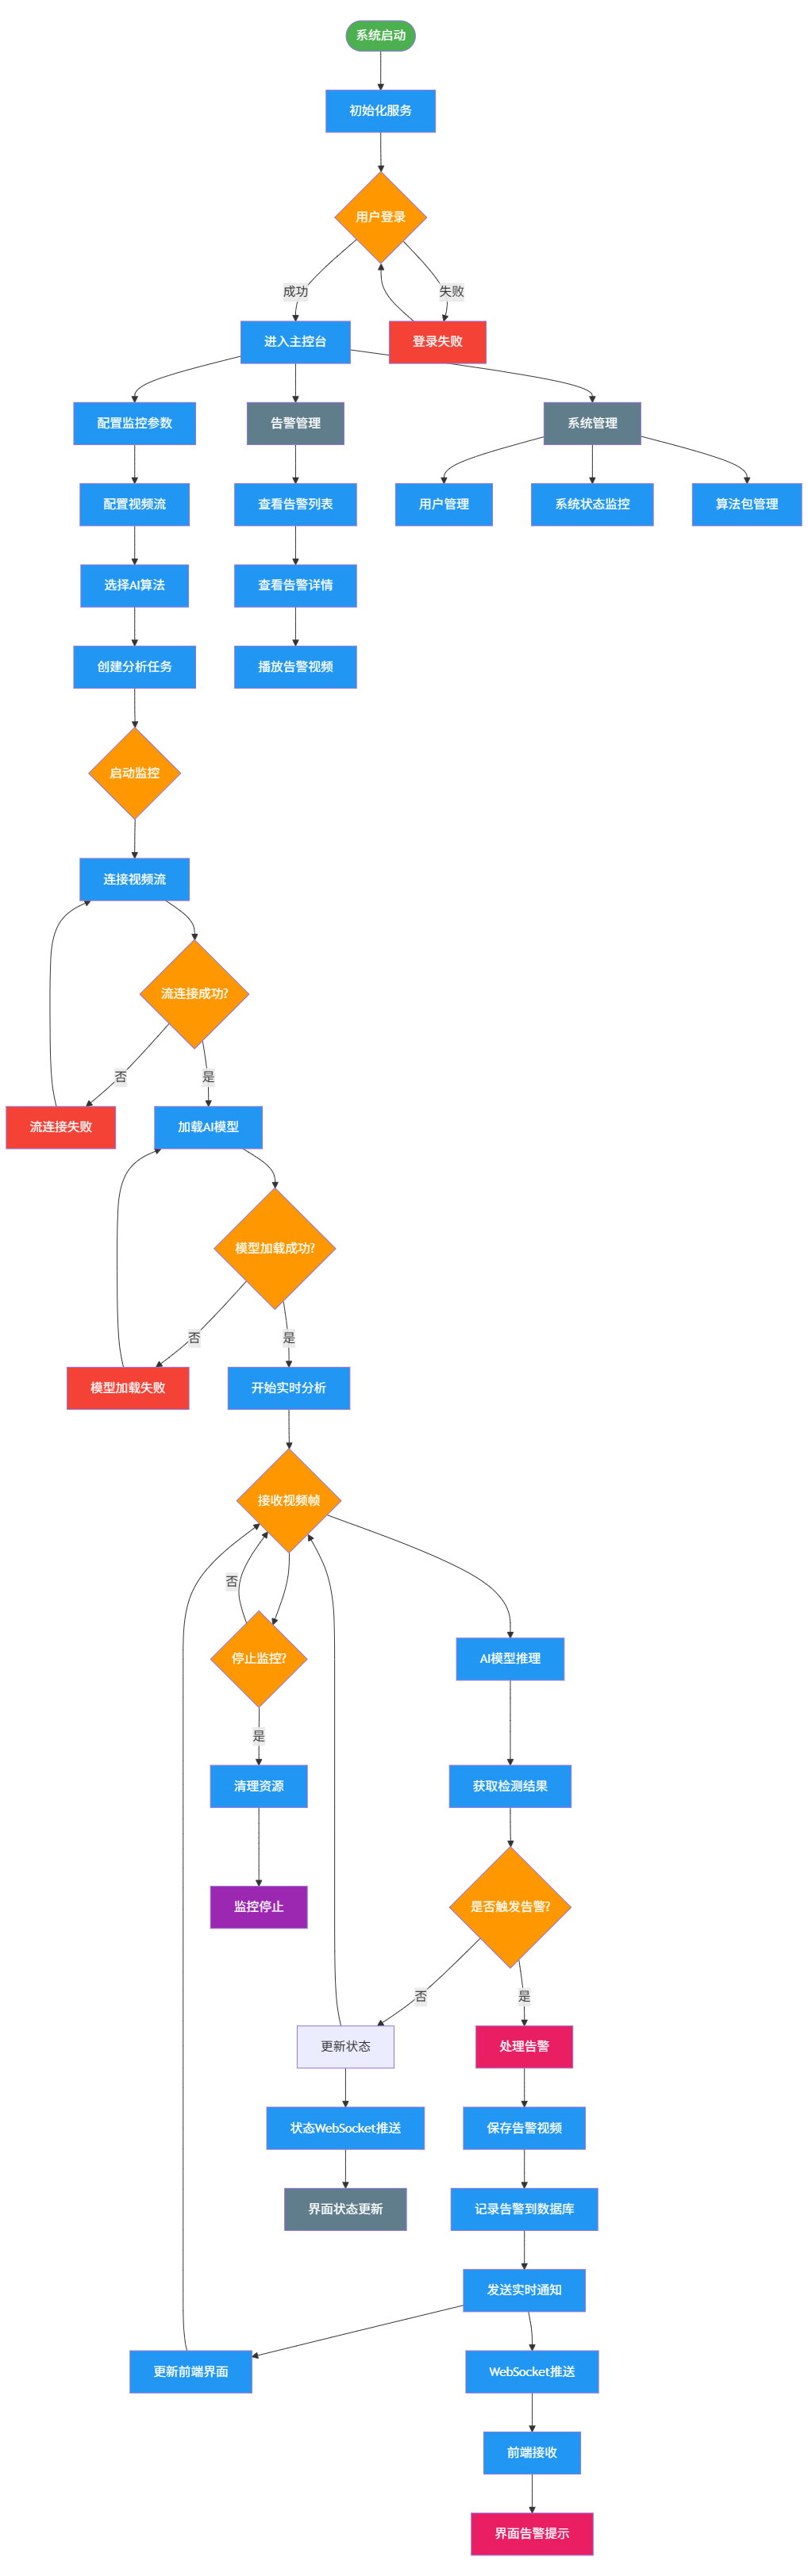 系统启动
初始化服务
用户登录
成功
失败
进入主控台
登录失败
配置监控参数
告警管理
系统管理
配置视频流
查看告警列表
用户管理
系统状态监控
算法包管理
选择AI算法
查看告警详情
创建分析任务
播放告警视频
启动监控
连接视频流
流连接成功?
否
是
流连接失败
加载AI模型
模型加载成功?
否
是
模型加载失败
开始实时分析
接收视频帧
否
停止监控?
AI模型推理
是
清理资源
获取检测结果
监控停止
是否触发告警?
否
是
更新状态
处理告警
状态WebSocket推送
保存告警视频
界面状态更新
记录告警到数据库
发送实时通知
更新前端界面
WebSocket推送
前端接收
界面告警提示